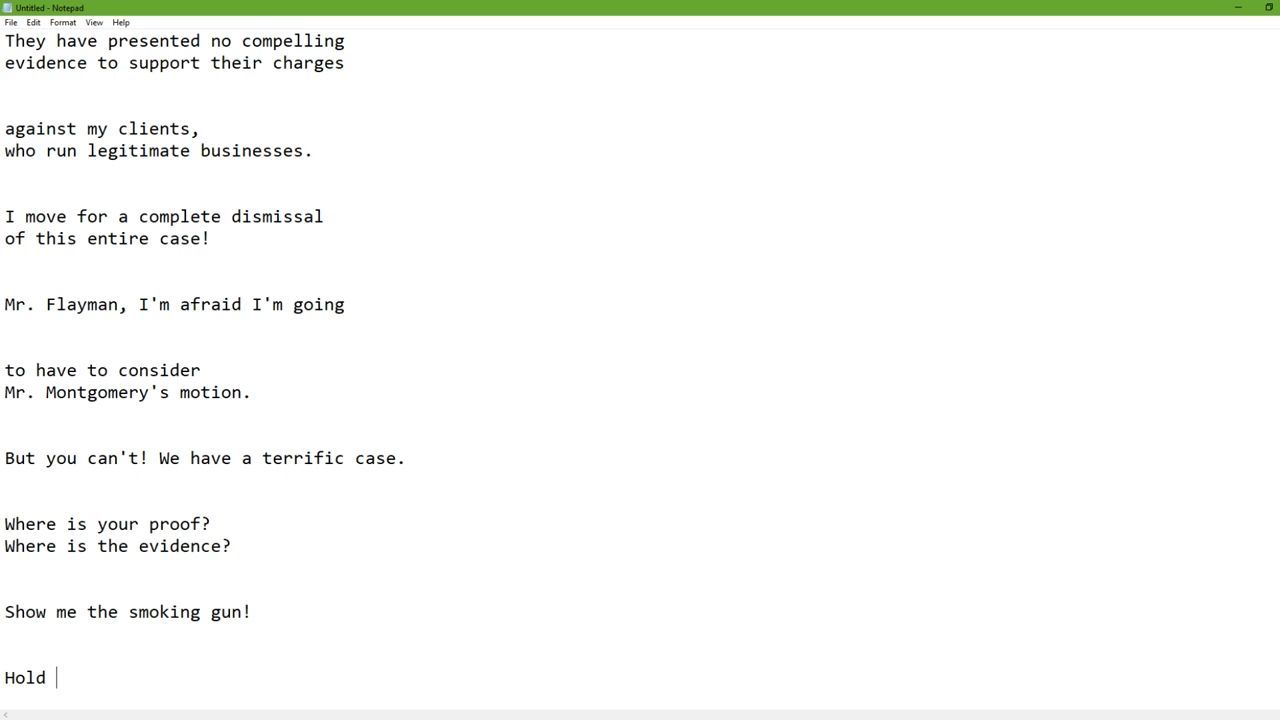 Untitled - Notepad
File Edit Format View Help
They have presented no compelling
evidence to support their charges
against my clients,
who run legitimate businesses.
I move for a complete dismissal
of this entire case!
Mr. Flayman, I'm afraid I'm going
to have to consider
Mr. Montgomery's motion.
But you can't! We have a terrific case.
Where is your proof?
Where is the evidence?
Show me the smoking gun!
Hold